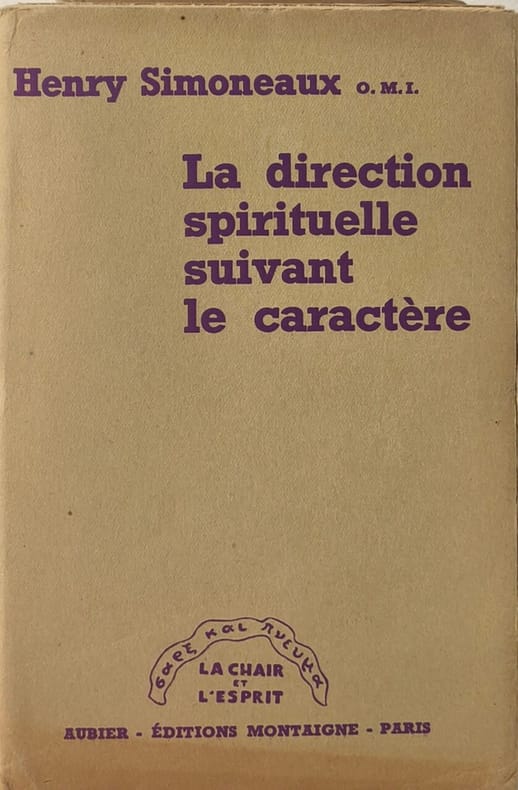 Henry Simoneaux O.M.I.
La direction
spirituelle
suivant
le caractère
σαρξ και πνευμα
LA CHAIR
ET
L'ESPRIT
AUBIER - ÉDITIONS MONTAIGNE - PARIS